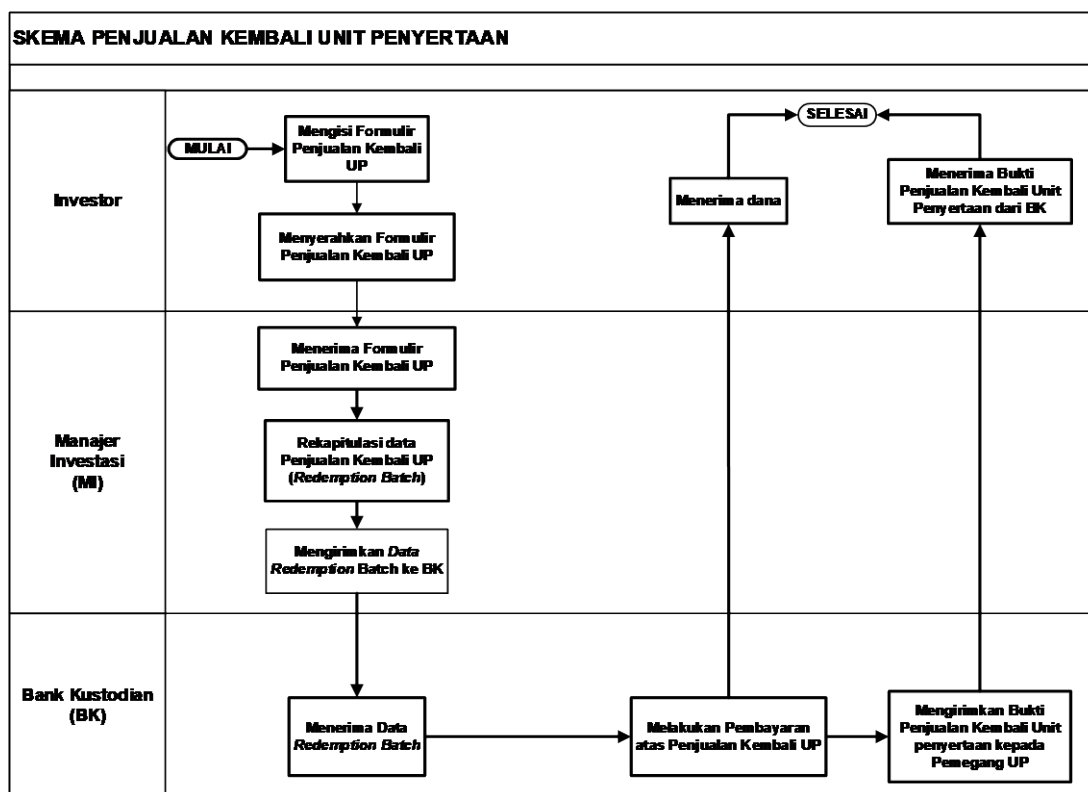 SKEMA PENJUALAN KEMBALI UNIT PENYERTAAN
Investor
MULAI
Mengisi Formulir
Penjualan Kembali
UP
Menyerahkan Formulir
Penjualan Kembali UP
SELESAI
Menerima dana
Menerima Bukti
Penjualan Kembali Unit
Penyertaan dari BK
Manajer
Investasi
(MI)
Menerima Formulir
Penjualan Kembali UP
Rekapitulasi data
Penjualan Kembali UP
(Redemption Batch)
Mengirimkan Data
Redemption Batch ke BK
Bank Kustodian
(BK)
Menerima Data
Redemption Batch
Melakukan Pembayaran
atas Penjualan Kembali UP
Mengirimkan Bukti
Penjualan Kembali Unit
penyertaan kepada
Pemegang UP